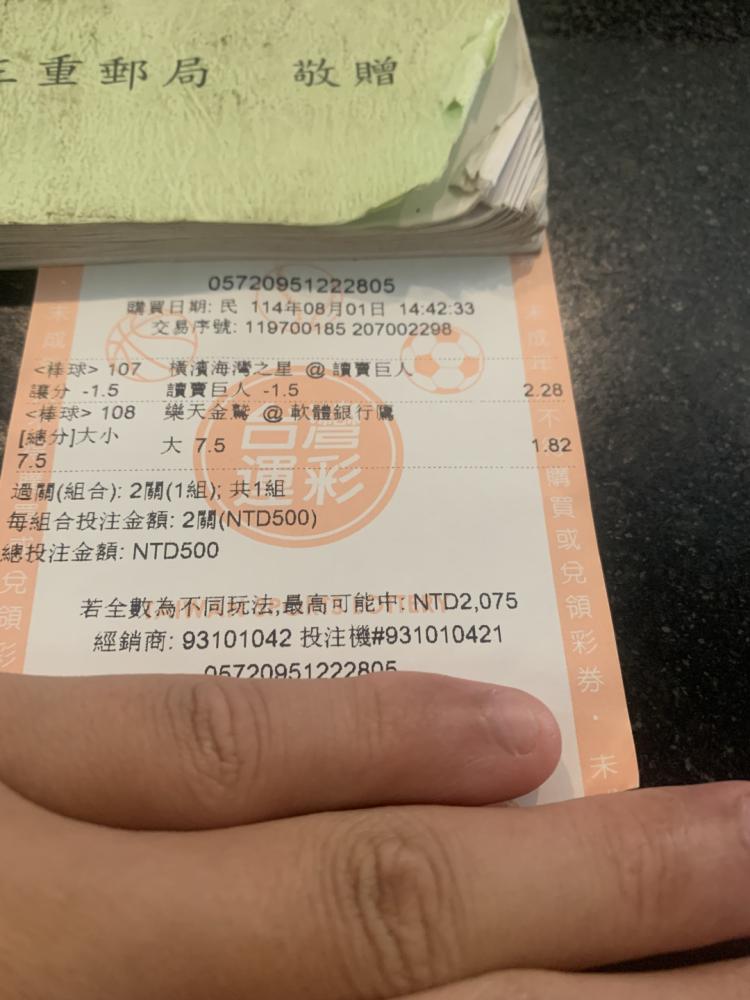 三重郵局 敬贈
05720951222805
購買日期: 民 114年08月01日 14:42:33
交易序號: 119700185 207002298
<棒球> 107 橫濱海灣之星 @ 讀賣巨人
讓分 -1.5 讀賣巨人 -1.5 2.28
<棒球> 108 樂天金鷲 @ 軟體銀行鷹
[總分]大小 大 7.5 1.82
7.5
台灣
運彩
過關(組合): 2關(1組); 共1組
每組合投注金額: 2關(NTD500)
總投注金額: NTD500
若全數為不同玩法,最高可能中: NTD2,075
經銷商: 93101042 投注機#931010421
05720951222805
未成年
不
購買或兌領彩券.未